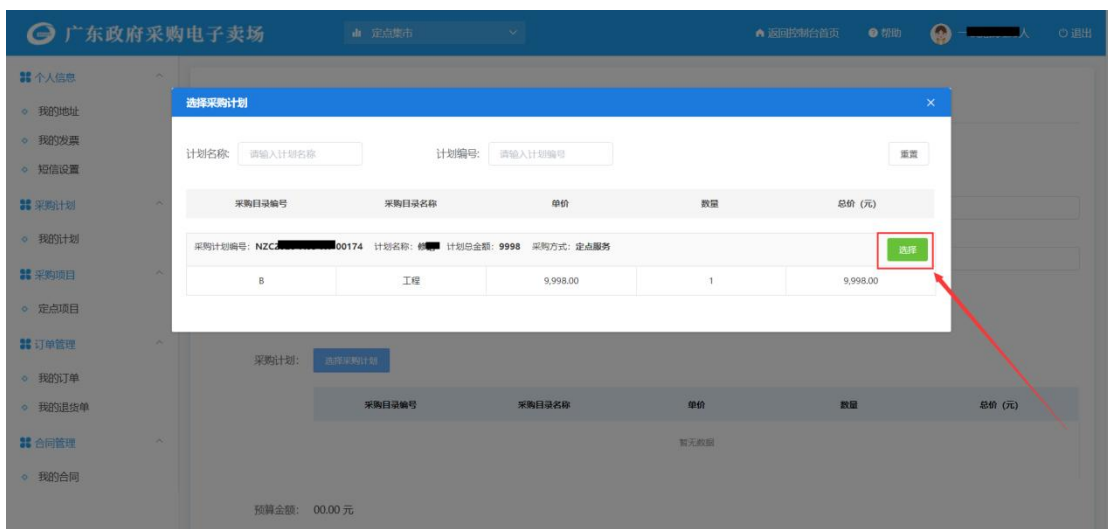 广东政府采购电子卖场 定点集市 返回控制台首页 帮助 一 人 退出
个人信息
我的地址
我的发票
短信设置
采购计划
我的计划
采购项目
定点项目
订单管理
我的订单
我的退货单
合同管理
我的合同
选择采购计划
计划名称: 请输入计划名称 计划编号: 请输入计划编号 重置
采购目录编号 采购目录名称 单价 数量 总价 (元)
采购计划编号: NZC2 00174 计划名称: 修 计划总金额: 9998 采购方式: 定点服务 选择
B 工程 9,998.00 1 9,998.00
采购计划: 选择采购计划
采购目录编号 采购目录名称 单价 数量 总价 (元)
暂无数据
预算金额: 00.00 元